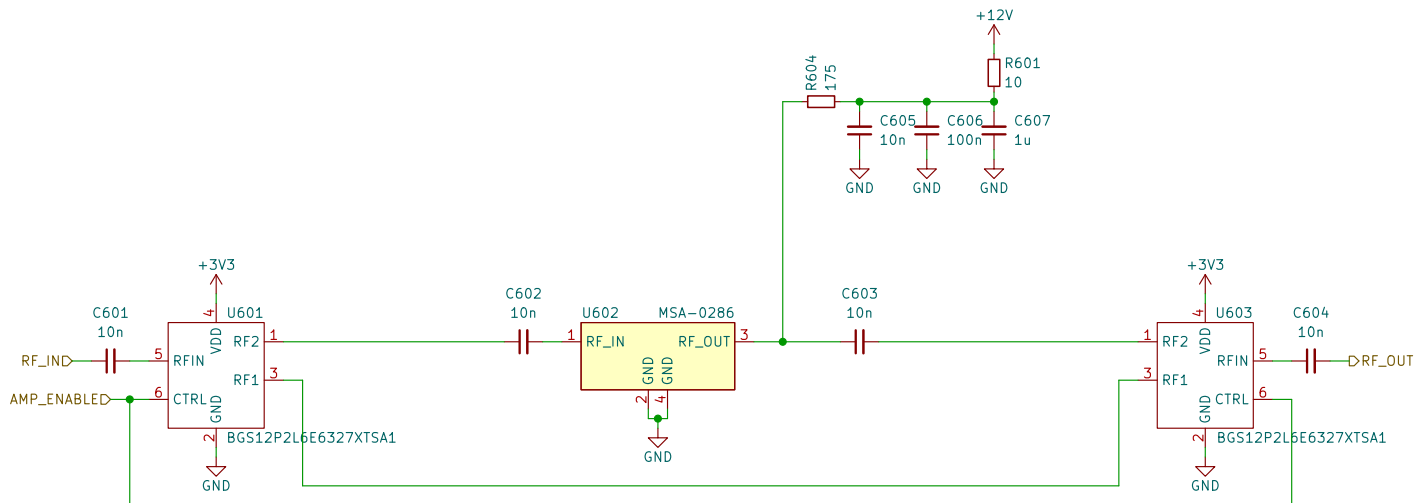 +12V
R601
10
R604
175
C605
10n
C606
100n
C607
1u
GND
GND
GND
+3V3
C601
10n
U601
4
VDD
RF2
1
RF_IN
5
RFIN
RF1
3
AMP_ENABLE
6
CTRL
GND
2
BGS12P2L6E6327XTSA1
GND
C602
10n
U602
MSA-0286
1
RF_IN
RF_OUT
3
GND
GND
2
4
GND
C603
10n
+3V3
U603
C604
10n
4
VDD
1
RF2
RFIN
5
RF_OUT
3
RF1
CTRL
6
GND
2
BGS12P2L6E6327XTSA1
GND